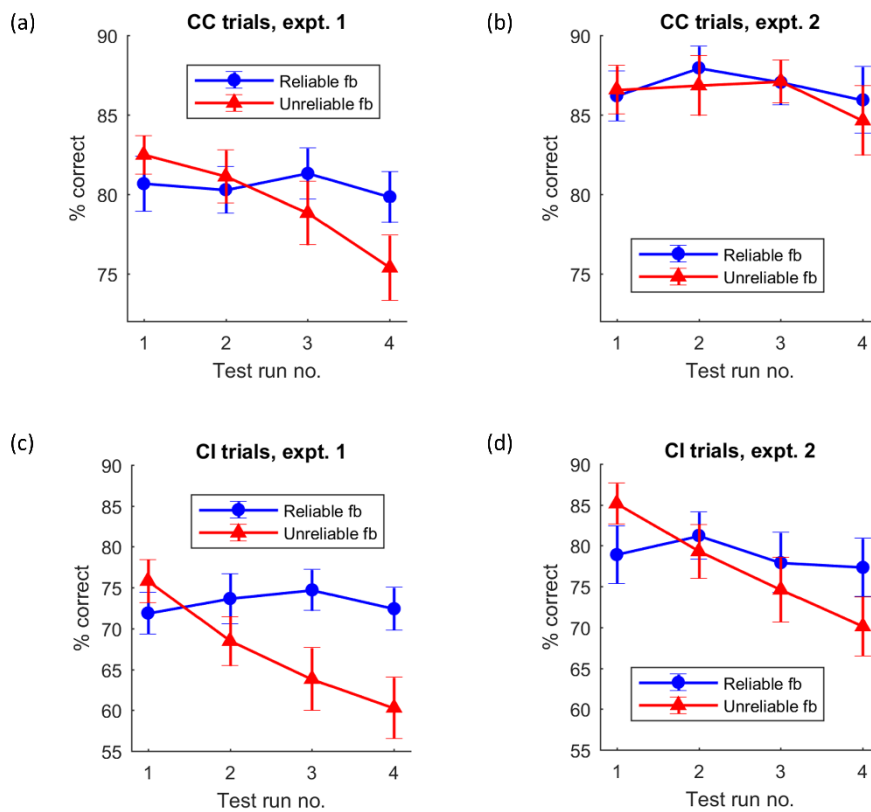 (a)
CC trials, expt. 1
90
85
80
75
% correct
Reliable fb
Unreliable fb
1 2 3 4
Test run no.
(b)
CC trials, expt. 2
90
85
80
75
% correct
Reliable fb
Unreliable fb
1 2 3 4
Test run no.
(c)
CI trials, expt. 1
90
85
80
75
70
65
60
55
% correct
Reliable fb
Unreliable fb
1 2 3 4
Test run no.
(d)
CI trials, expt. 2
90
85
80
75
70
65
60
55
% correct
Reliable fb
Unreliable fb
1 2 3 4
Test run no.